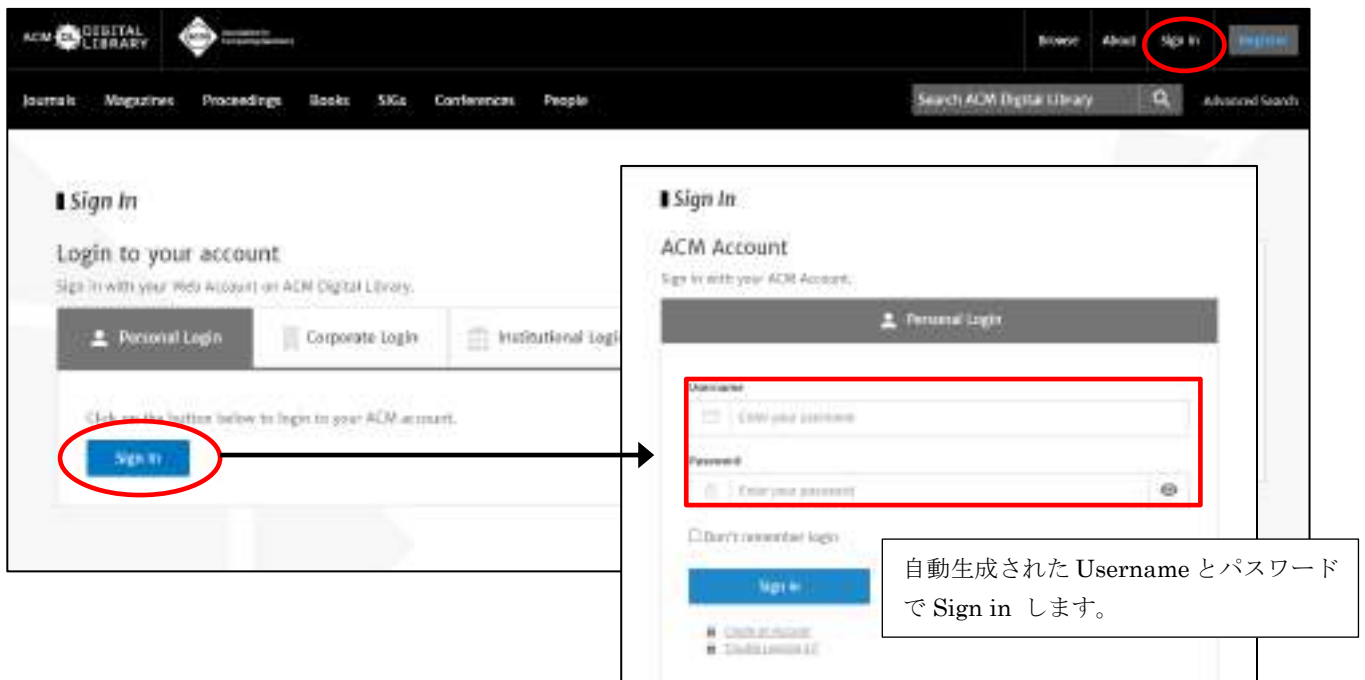 ACM DL DIGITAL LIBRARY
Browse About Sign in Register
Journals Magazines Proceedings Books SIGs Conferences People
Search ACM Digital Library
Advanced Search
Sign In
Login to your account
Sign in with your Web Account on ACM Digital Library.
Personal Login Corporate Login Institutional Logi
Click on the button below to login to your ACM account.
Sign in
Sign In
ACM Account
Sign in with your ACM Account.
Personal Login
Username
Enter your username
Password
Enter your password
Don't remember login
Sign in
自動生成された Username とパスワード
で Sign in します。
Create an Account